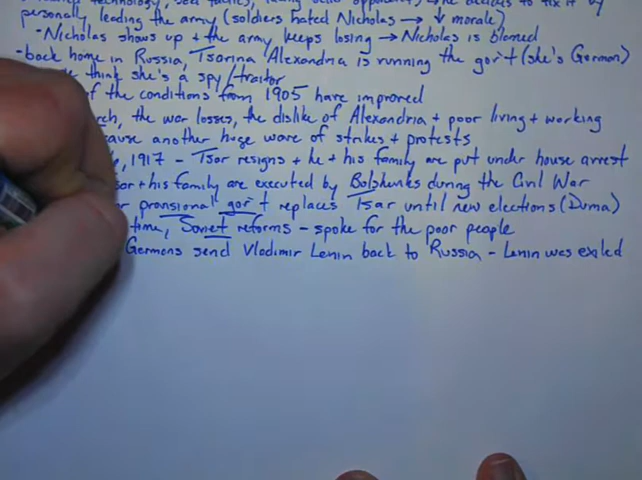 personally leading the army (soldiers hated Nicholas → ↓ morale)
-Nicholas shows up + the army keeps losing → Nicholas is blamed
-back home in Russia, Tsarina Alexandria is running the gov't (she's German)
think she's a spy/traitor
f the conditions from 1905 have improved
rch, the war losses, the dislike of Alexandria + poor living + working
ause another huge wave of strikes + protests
, 1917 - Tsar resigns + he + his family are put under house arrest
sar + his family are executed by Bolsheviks during the Civil War
r provisional gov't replaces Tsar until new elections (Duma)
time, Soviet reforms - spoke for the poor people
Germans send Vladimir Lenin back to Russia - Lenin was exiled